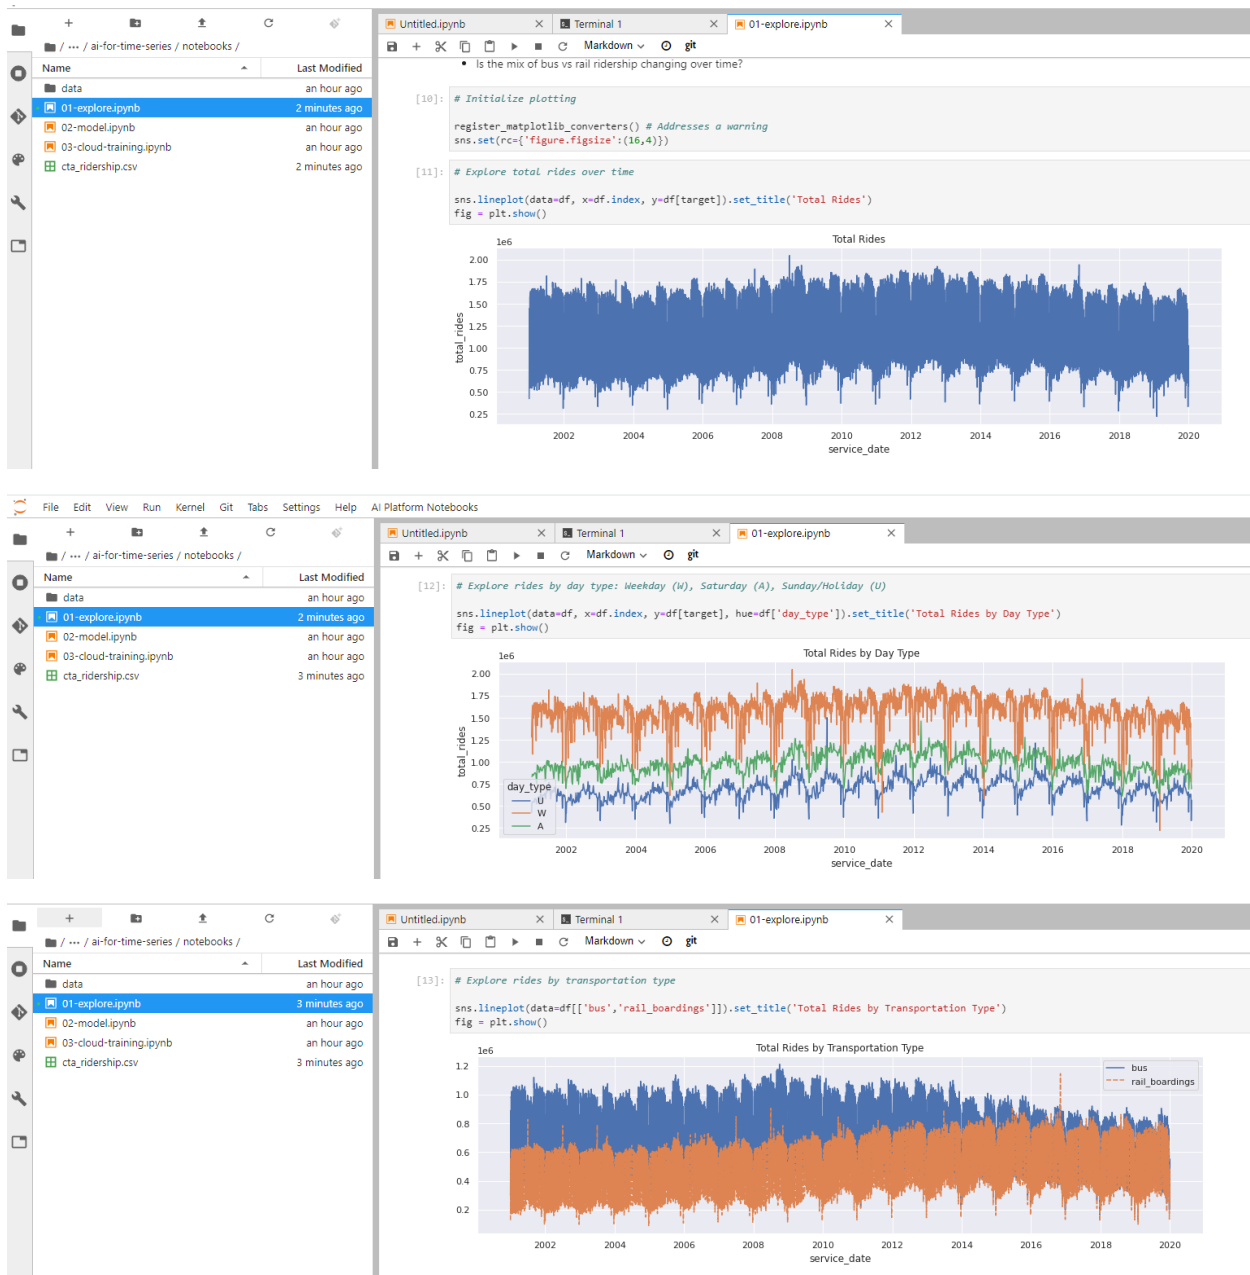 Untitled.ipynb
Terminal 1
01-explore.ipynb
/ ··· / ai-for-time-series / notebooks /
Markdown
git
Name Last Modified
data an hour ago
01-explore.ipynb 2 minutes ago
02-model.ipynb an hour ago
03-cloud-training.ipynb an hour ago
cta_ridership.csv 2 minutes ago
Is the mix of bus vs rail ridership changing over time?
[10]: # Initialize plotting
register_matplotlib_converters() # Addresses a warning
sns.set(rc={'figure.figsize':(16,4)})
[11]: # Explore total rides over time
sns.lineplot(data=df, x=df.index, y=df[target]).set_title('Total Rides')
fig = plt.show()
Total Rides
1e6
2.00
1.75
1.50
1.25
1.00
0.75
0.50
0.25
total_rides
2002 2004 2006 2008 2010 2012 2014 2016 2018 2020
service_date
File Edit View Run Kernel Git Tabs Settings Help AI Platform Notebooks
Untitled.ipynb
Terminal 1
01-explore.ipynb
/ ··· / ai-for-time-series / notebooks /
Markdown
git
Name Last Modified
data an hour ago
01-explore.ipynb 2 minutes ago
02-model.ipynb an hour ago
03-cloud-training.ipynb an hour ago
cta_ridership.csv 3 minutes ago
[12]: # Explore rides by day type: Weekday (W), Saturday (A), Sunday/Holiday (U)
sns.lineplot(data=df, x=df.index, y=df[target], hue=df['day_type']).set_title('Total Rides by Day Type')
fig = plt.show()
Total Rides by Day Type
1e6
2.00
1.75
1.50
1.25
1.00
0.75
0.50
0.25
total_rides
day_type
U
W
A
2002 2004 2006 2008 2010 2012 2014 2016 2018 2020
service_date
Untitled.ipynb
Terminal 1
01-explore.ipynb
/ ··· / ai-for-time-series / notebooks /
Markdown
git
Name Last Modified
data an hour ago
01-explore.ipynb 3 minutes ago
02-model.ipynb an hour ago
03-cloud-training.ipynb an hour ago
cta_ridership.csv 3 minutes ago
[13]: # Explore rides by transportation type
sns.lineplot(data=df[['bus','rail_boardings']]).set_title('Total Rides by Transportation Type')
fig = plt.show()
Total Rides by Transportation Type
1e6
1.2
1.0
0.8
0.6
0.4
0.2
bus
rail_boardings
2002 2004 2006 2008 2010 2012 2014 2016 2018 2020
service_date